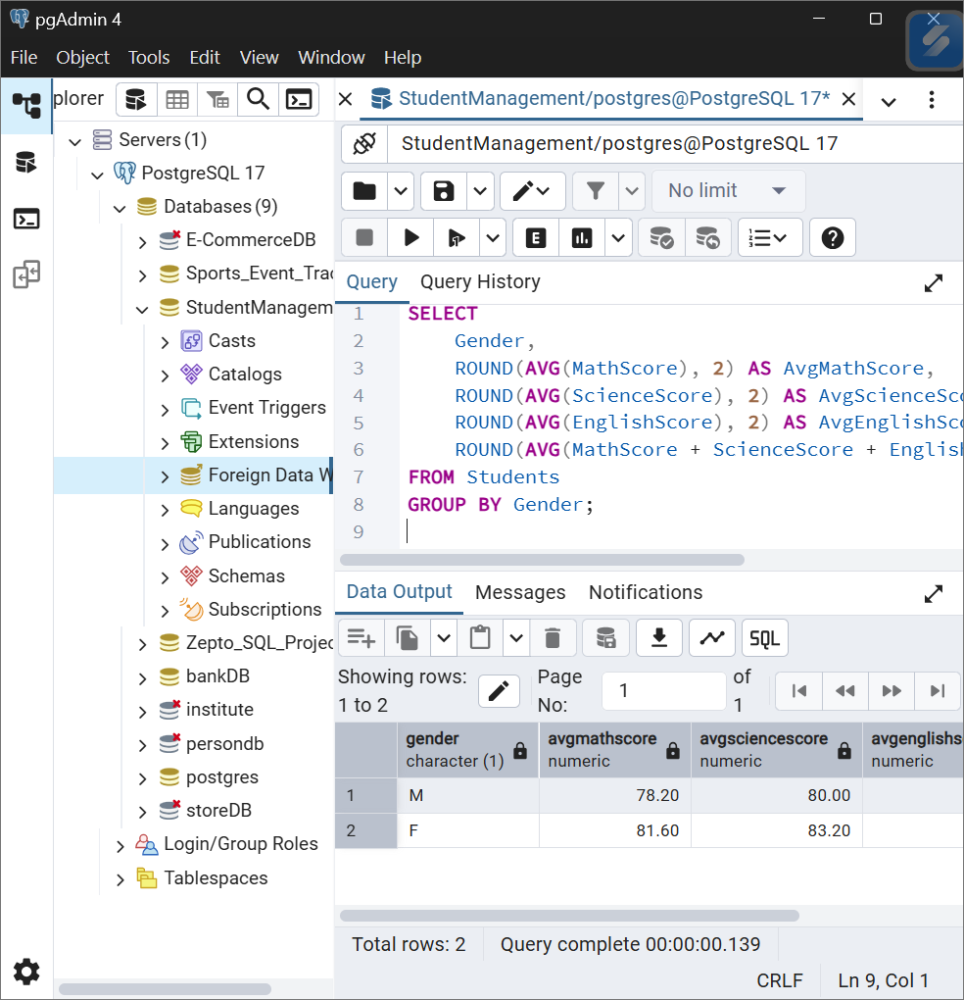 pgAdmin 4
File Object Tools Edit View Window Help
plorer
StudentManagement/postgres@PostgreSQL 17*
Servers (1)
PostgreSQL 17
Databases (9)
E-CommerceDB
Sports_Event_Trac
StudentManagem
Casts
Catalogs
Event Triggers
Extensions
Foreign Data W
Languages
Publications
Schemas
Subscriptions
Zepto_SQL_Projec
bankDB
institute
persondb
postgres
storeDB
Login/Group Roles
Tablespaces
StudentManagement/postgres@PostgreSQL 17
No limit
1
E
Query Query History
1 SELECT
2 Gender,
3 ROUND(AVG(MathScore), 2) AS AvgMathScore,
4 ROUND(AVG(ScienceScore), 2) AS AvgScienceSco
5 ROUND(AVG(EnglishScore), 2) AS AvgEnglishSco
6 ROUND(AVG(MathScore + ScienceScore + English
7 FROM Students
8 GROUP BY Gender;
9
Data Output Messages Notifications
SQL
Showing rows: 1 to 2
Page No: 1 of 1
gender avgmathscore avgsciencescore avgenglishs
character (1) numeric numeric numeric
1 M 78.20 80.00
2 F 81.60 83.20
Total rows: 2 Query complete 00:00:00.139
CRLF Ln 9, Col 1